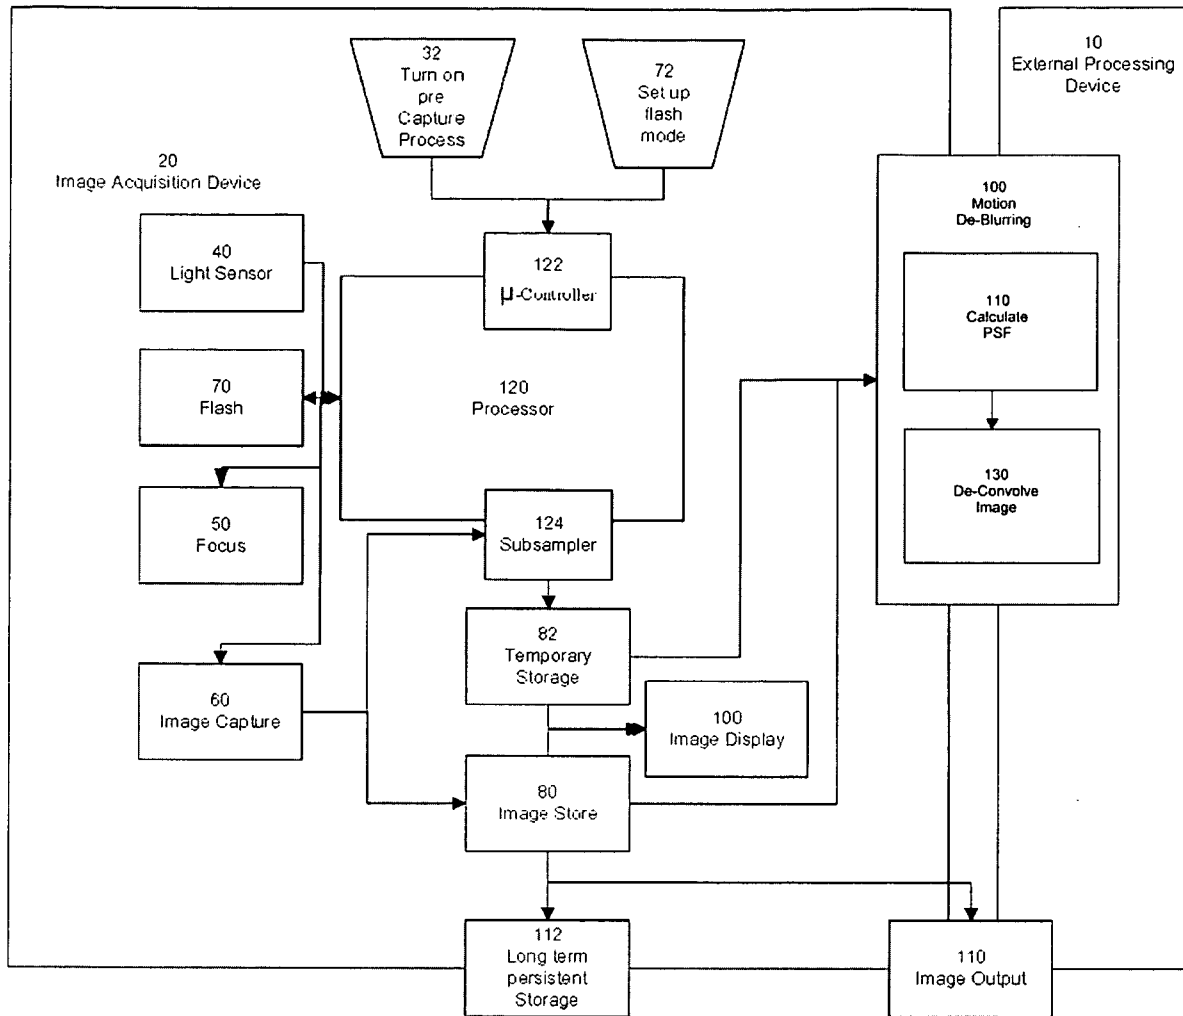 32
Turn on
pre
Capture
Process
72
Set up
flash
mode
10
External Processing
Device
20
Image Acquisition Device
100
Motion
De-Blurring
40
Light Sensor
122
μ-Controller
110
Calculate
PSF
70
Flash
120
Processor
130
De-Convolve
Image
50
Focus
124
Subsampler
82
Temporary
Storage
60
Image Capture
100
Image Display
80
Image Store
112
Long term
persistent
Storage
110
Image Output